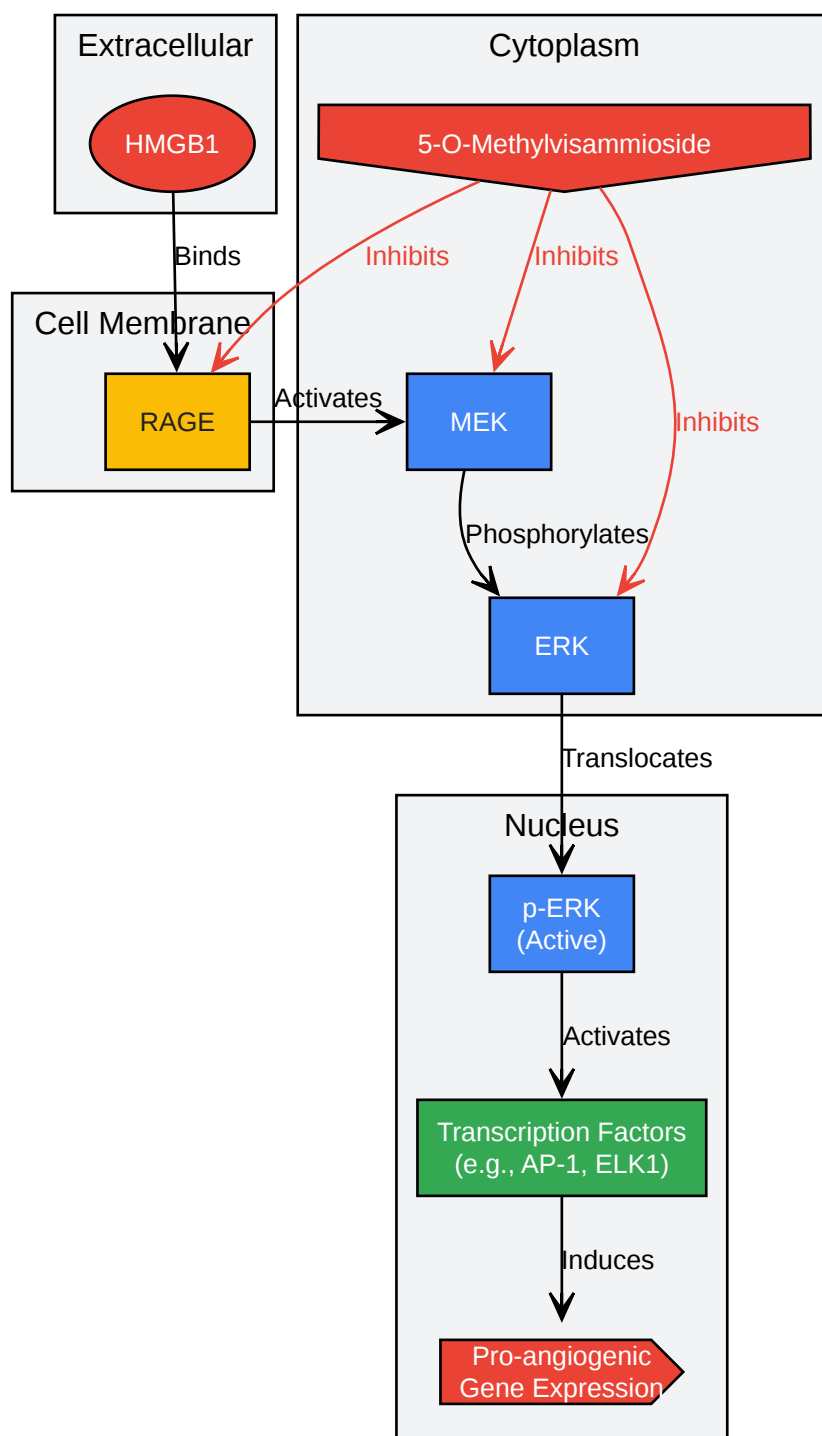 Extracellular
Cytoplasm
HMGB1
5-O-Methylvisammioside
Binds
Inhibits
Inhibits
Cell Membrane
RAGE
Activates
MEK
Inhibits
Phosphorylates
ERK
Translocates
Nucleus
p-ERK
(Active)
Activates
Transcription Factors
(e.g., AP-1, ELK1)
Induces
Pro-angiogenic
Gene Expression